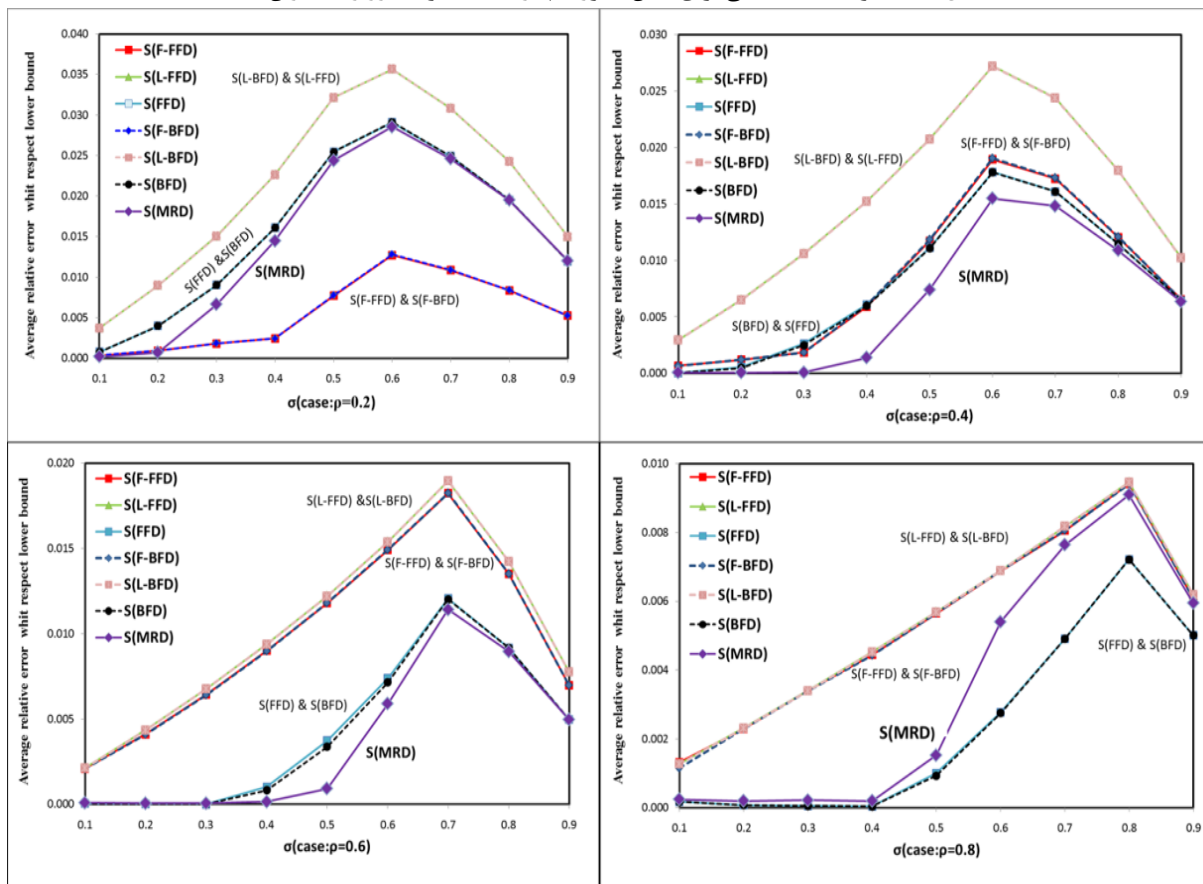 0.040
0.035
0.030
0.025
0.020
0.015
0.010
0.005
0.000
Average relative error whit respect lower bound
S(F-FFD)
S(L-FFD)
S(FFD)
S(F-BFD)
S(L-BFD)
S(BFD)
S(MRD)
S(L-BFD) & S(L-FFD)
S(FFD) &S(BFD)
S(MRD)
S(F-FFD) & S(F-BFD)
0.1 0.2 0.3 0.4 0.5 0.6 0.7 0.8 0.9
σ(case:ρ=0.2)
0.030
0.025
0.020
0.015
0.010
0.005
0.000
Average relative error whit respect lower bound
S(F-FFD)
S(L-FFD)
S(FFD)
S(F-BFD)
S(L-BFD)
S(BFD)
S(MRD)
S(L-BFD) & S(L-FFD)
S(F-FFD) & S(F-BFD)
S(MRD)
S(BFD) & S(FFD)
0.1 0.2 0.3 0.4 0.5 0.6 0.7 0.8 0.9
σ(case:ρ=0.4)
0.020
0.015
0.010
0.005
0.000
Average relative error whit respect lower bound
S(F-FFD)
S(L-FFD)
S(FFD)
S(F-BFD)
S(L-BFD)
S(BFD)
S(MRD)
S(L-FFD) &S(L-BFD)
S(F-FFD) & S(F-BFD)
S(FFD) & S(BFD)
S(MRD)
0.1 0.2 0.3 0.4 0.5 0.6 0.7 0.8 0.9
σ(case:ρ=0.6)
0.010
0.008
0.006
0.004
0.002
0.000
Average relative error whit respect lower bound
S(F-FFD)
S(L-FFD)
S(FFD)
S(F-BFD)
S(L-BFD)
S(BFD)
S(MRD)
S(L-FFD) & S(L-BFD)
S(FFD) & S(BFD)
S(F-FFD) & S(F-BFD)
S(MRD)
0.1 0.2 0.3 0.4 0.5 0.6 0.7 0.8 0.9
σ(case:ρ=0.8)